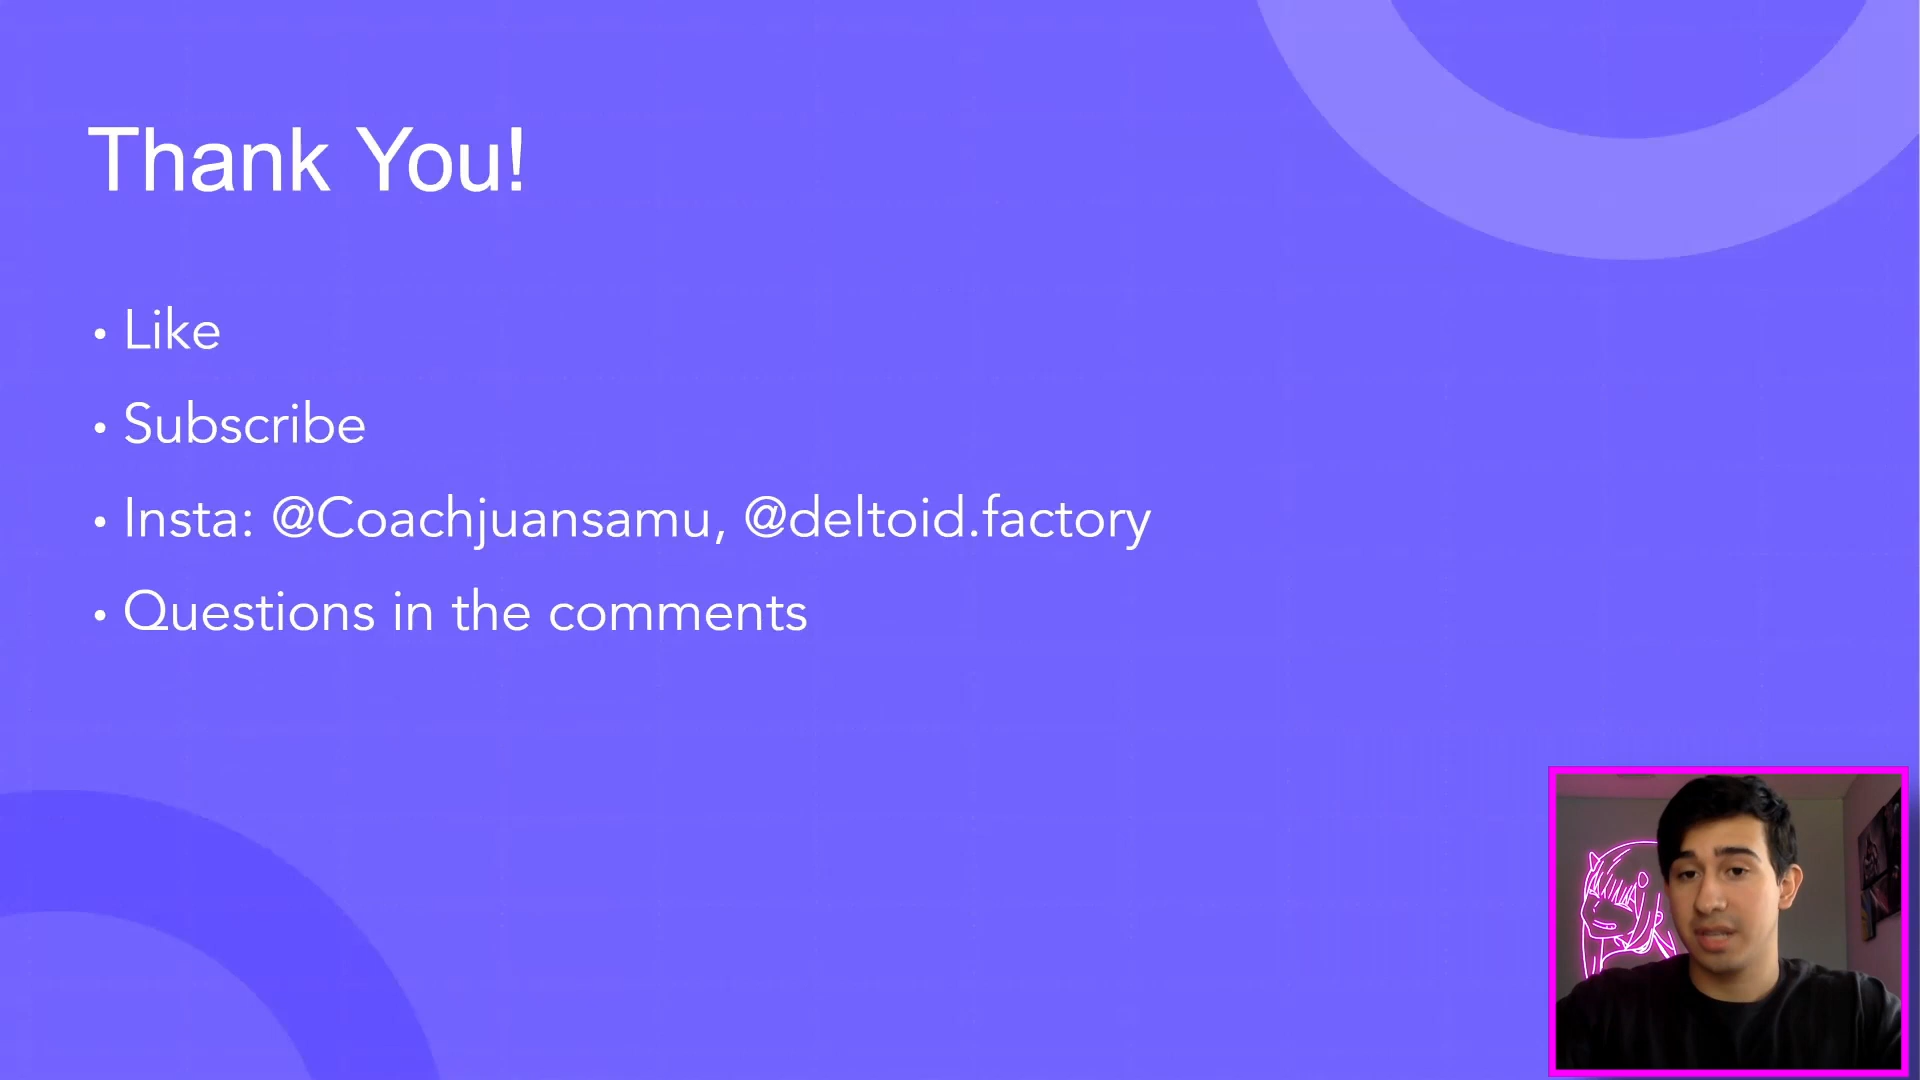 Thank You!
• Like
• Subscribe
• Insta: @Coachjuansamu, @deltoid.factory
• Questions in the comments